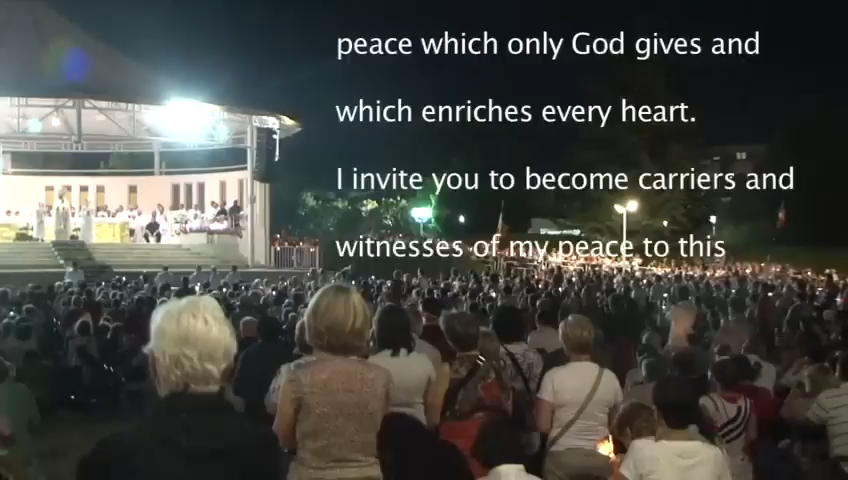 peace which only God gives and
which enriches every heart.
I invite you to become carriers and
witnesses of my peace to this